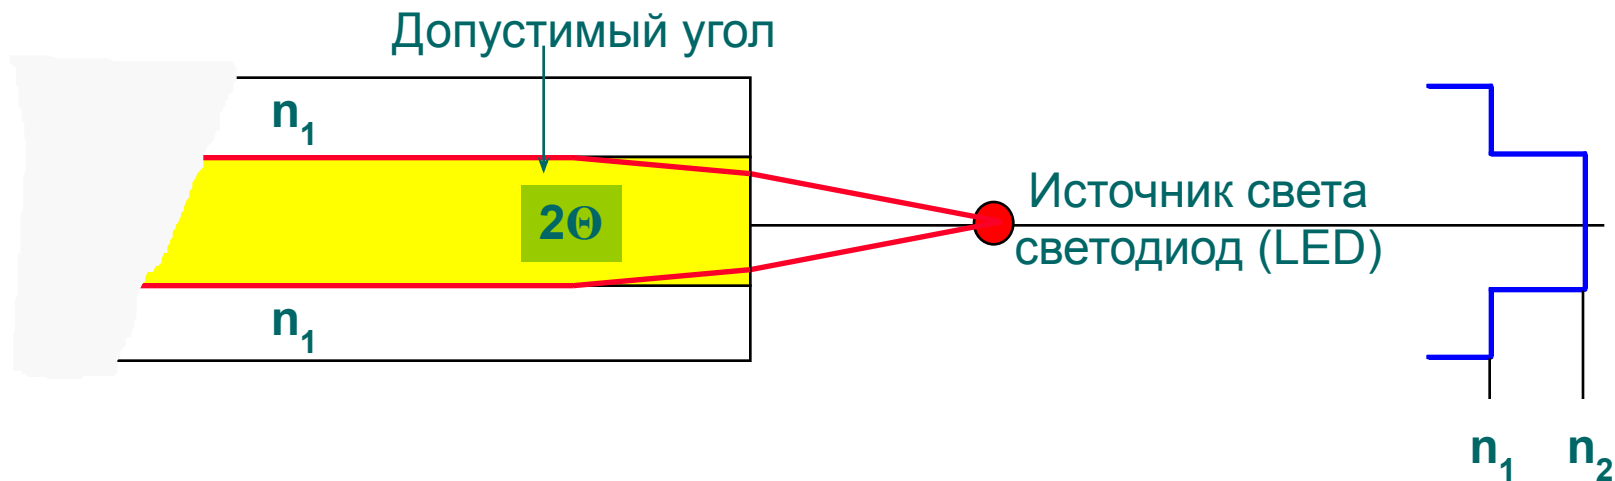 Допустимый угол
n₁
2Θ
Источник света
светодиод (LED)
n₁
n₁ n₂